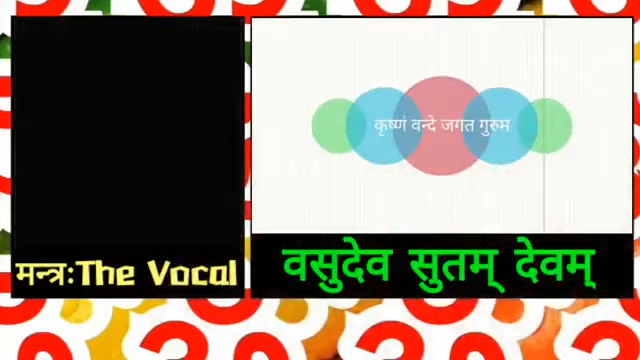 कृष्णं वन्दे जगत गुरुम
मन्त्रः The Vocal
वसुदेव सुतम् देवम्